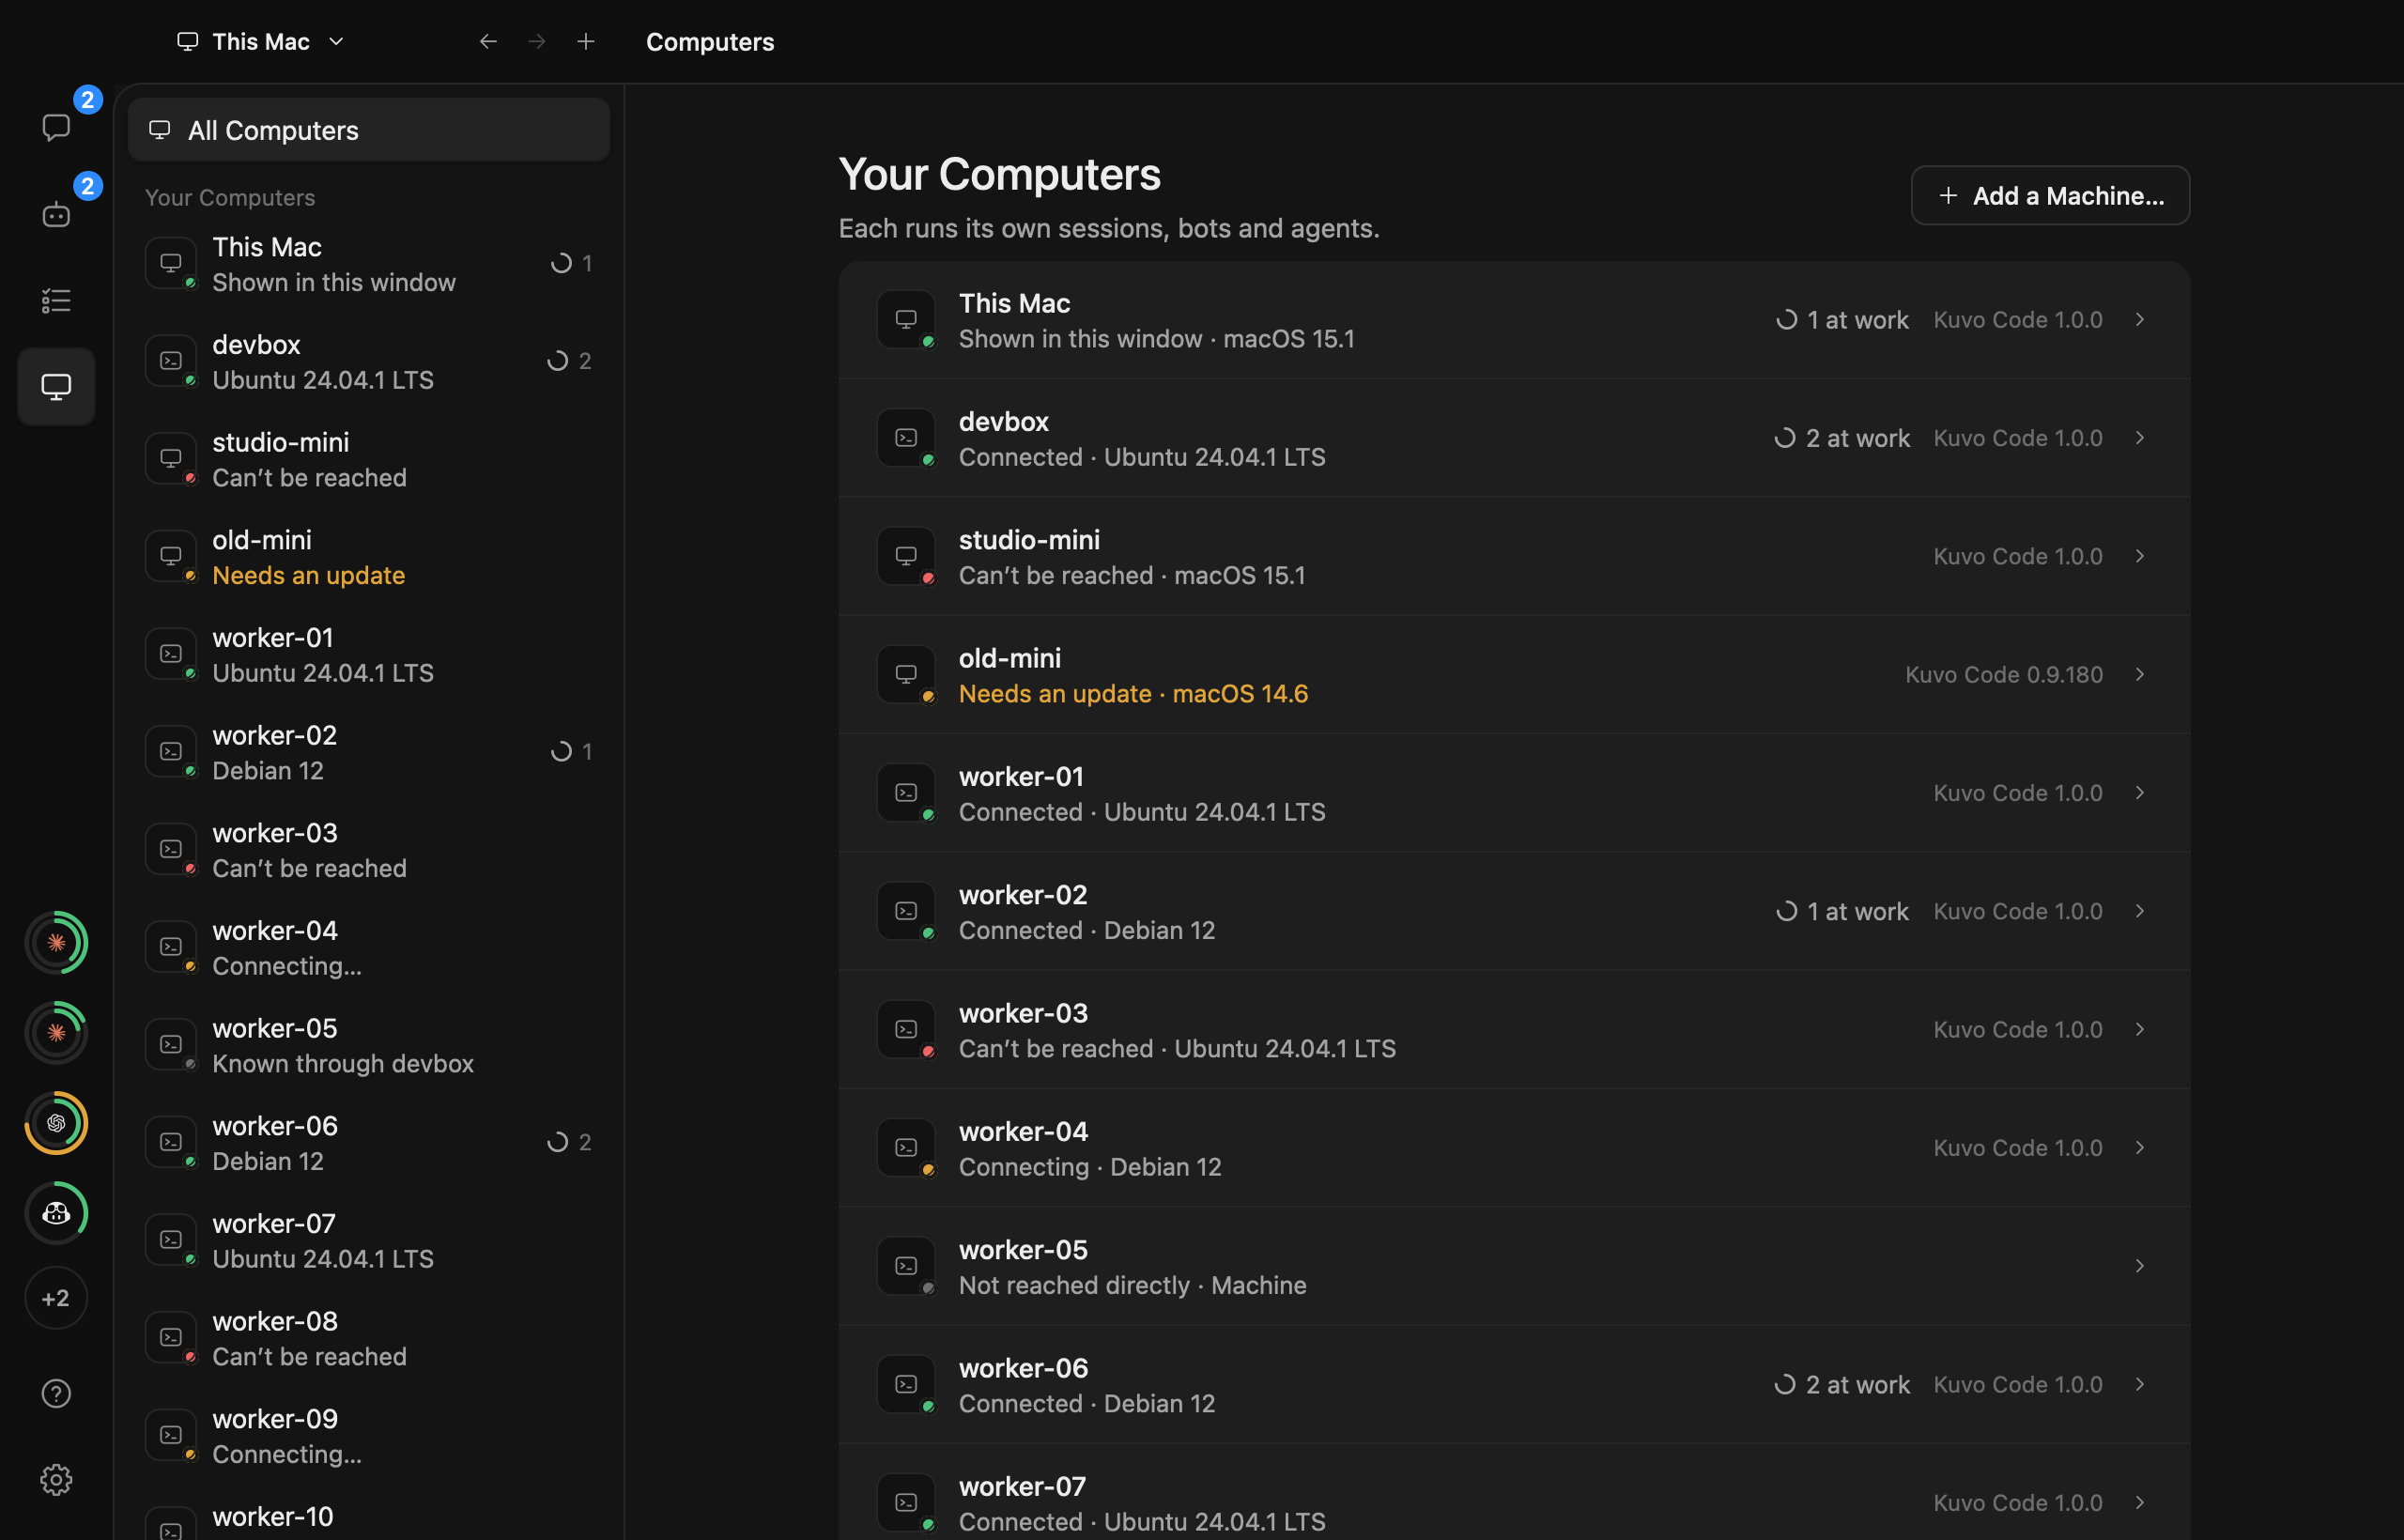 This Mac
Computers
2
2
+2
All Computers
Your Computers
This Mac
Shown in this window
1
devbox
Ubuntu 24.04.1 LTS
2
studio-mini
Can’t be reached
old-mini
Needs an update
worker-01
Ubuntu 24.04.1 LTS
worker-02
Debian 12
1
worker-03
Can’t be reached
worker-04
Connecting...
worker-05
Known through devbox
worker-06
Debian 12
2
worker-07
Ubuntu 24.04.1 LTS
worker-08
Can’t be reached
worker-09
Connecting...
worker-10
Your Computers
Each runs its own sessions, bots and agents.
Add a Machine...
This Mac
Shown in this window · macOS 15.1
1 at work Kuvo Code 1.0.0
devbox
Connected · Ubuntu 24.04.1 LTS
2 at work Kuvo Code 1.0.0
studio-mini
Can’t be reached · macOS 15.1
Kuvo Code 1.0.0
old-mini
Needs an update · macOS 14.6
Kuvo Code 0.9.180
worker-01
Connected · Ubuntu 24.04.1 LTS
Kuvo Code 1.0.0
worker-02
Connected · Debian 12
1 at work Kuvo Code 1.0.0
worker-03
Can’t be reached · Ubuntu 24.04.1 LTS
Kuvo Code 1.0.0
worker-04
Connecting · Debian 12
Kuvo Code 1.0.0
worker-05
Not reached directly · Machine
worker-06
Connected · Debian 12
2 at work Kuvo Code 1.0.0
worker-07
Connected · Ubuntu 24.04.1 LTS
Kuvo Code 1.0.0